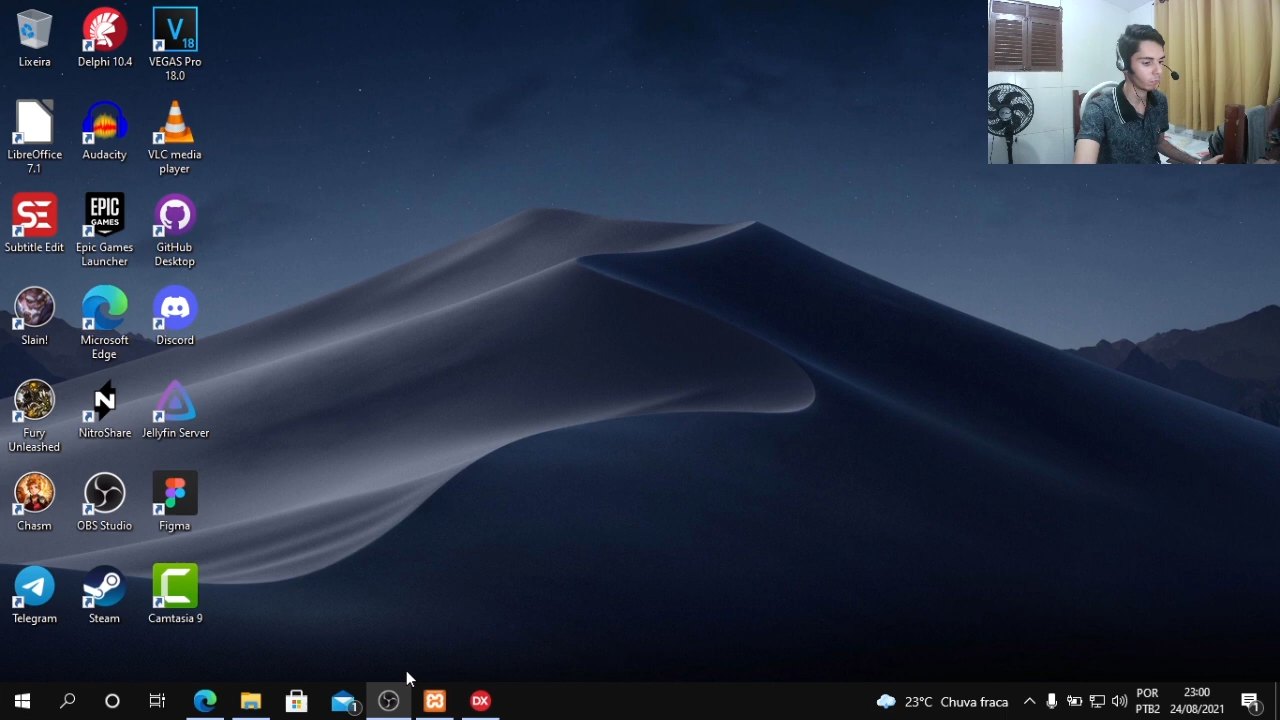 Lixeira
Delphi 10.4
VEGAS Pro
18.0
LibreOffice
7.1
Audacity
VLC media
player
Subtitle Edit
Epic Games
Launcher
GitHub
Desktop
Slain!
Microsoft
Edge
Discord
Fury
Unleashed
NitroShare
Jellyfin Server
Chasm
OBS Studio
Figma
Telegram
Steam
Camtasia 9
V
18
SE
EPIC
GAMES
N
C
1
DX
23°C Chuva fraca
POR
PTB2
23:00
24/08/2021
1